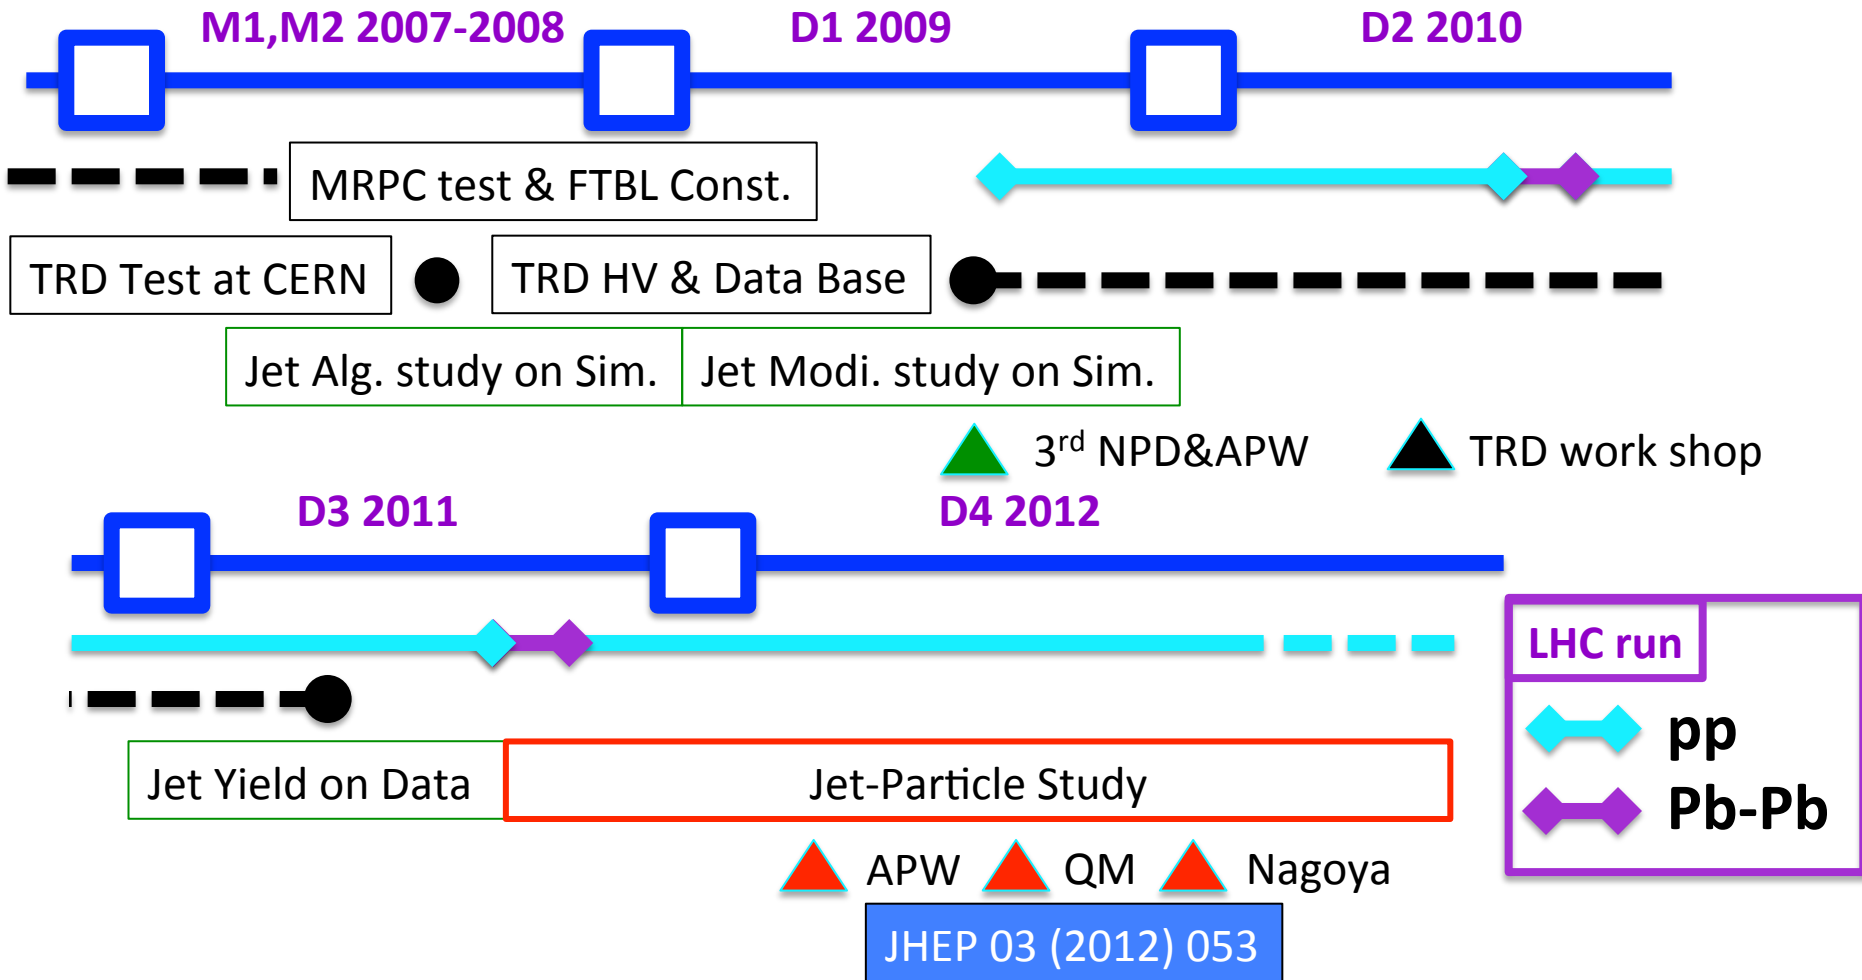 M1,M2 2007-2008
D1 2009
D2 2010
MRPC test & FTBL Const.
TRD Test at CERN
TRD HV & Data Base
Jet Alg. study on Sim.
Jet Modi. study on Sim.
3rd NPD&APW
TRD work shop
D3 2011
D4 2012
LHC run
pp
Pb-Pb
Jet Yield on Data
Jet-Particle Study
APW
QM
Nagoya
JHEP 03 (2012) 053